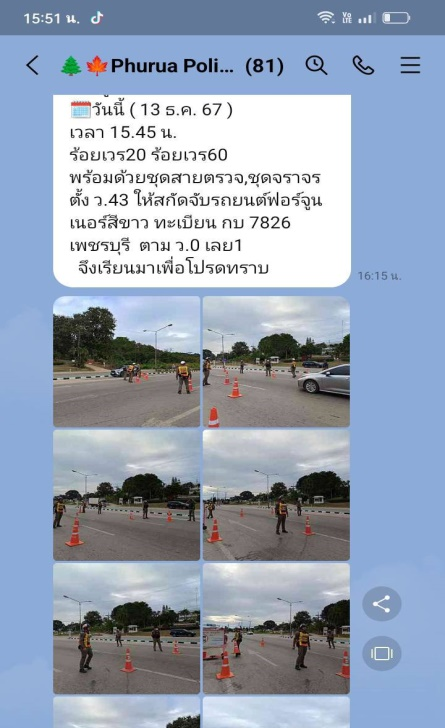 15:51 น.
Phurua Poli... (81)
วันนี้ ( 13 ธ.ค. 67 )
เวลา 15.45 น.
ร้อยเวร20 ร้อยเวร60
พร้อมด้วยชุดสายตรวจ,ชุดจราจร
ตั้ง ว.43 ให้สกัดจับรถยนต์ฟอร์จูน
เนอร์สีขาว ทะเบียน กบ 7826
เพชรบุรี ตาม ว.0 เลย1
จึงเรียนมาเพื่อโปรดทราบ
16:15 น.